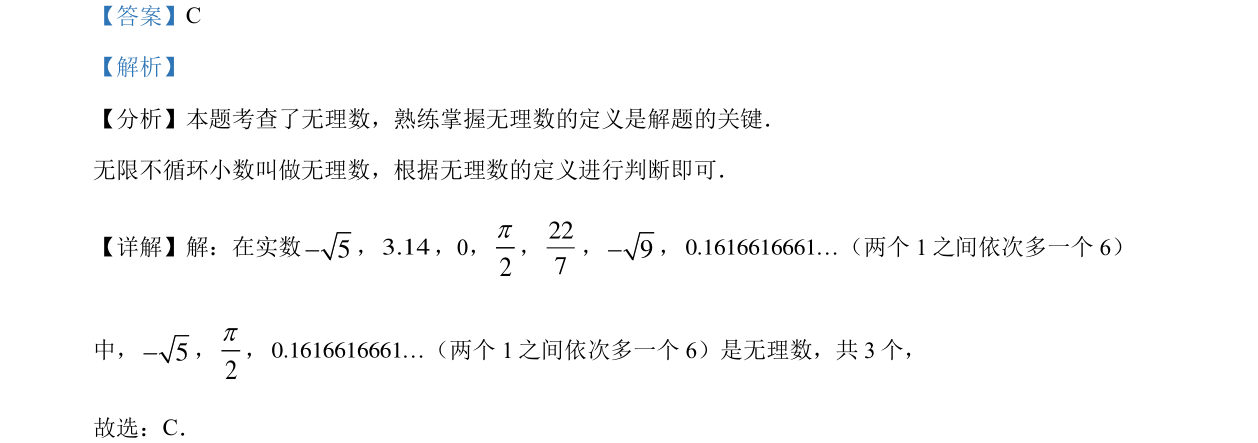 【答案】C
【解析】
【分析】本题考查了无理数，熟练掌握无理数的定义是解题的关键．
无限不循环小数叫做无理数，根据无理数的定义进行判断即可．
【详解】解：在实数 −√5，3.14，0，π/2，22/7，−√9，0.1616616661…（两个 1 之间依次多一个 6）
中，−√5，π/2，0.1616616661…（两个 1 之间依次多一个 6）是无理数，共 3 个，
故选：C．